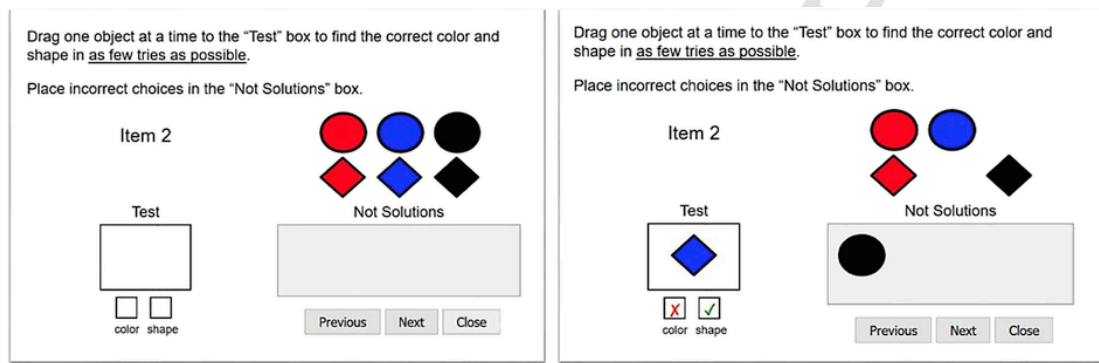 Drag one object at a time to the “Test” box to find the correct color and
shape in as few tries as possible.
Place incorrect choices in the “Not Solutions” box.
Item 2
Test
Not Solutions
color shape
Previous Next Close
Drag one object at a time to the “Test” box to find the correct color and
shape in as few tries as possible.
Place incorrect choices in the “Not Solutions” box.
Item 2
Test
Not Solutions
color shape
Previous Next Close